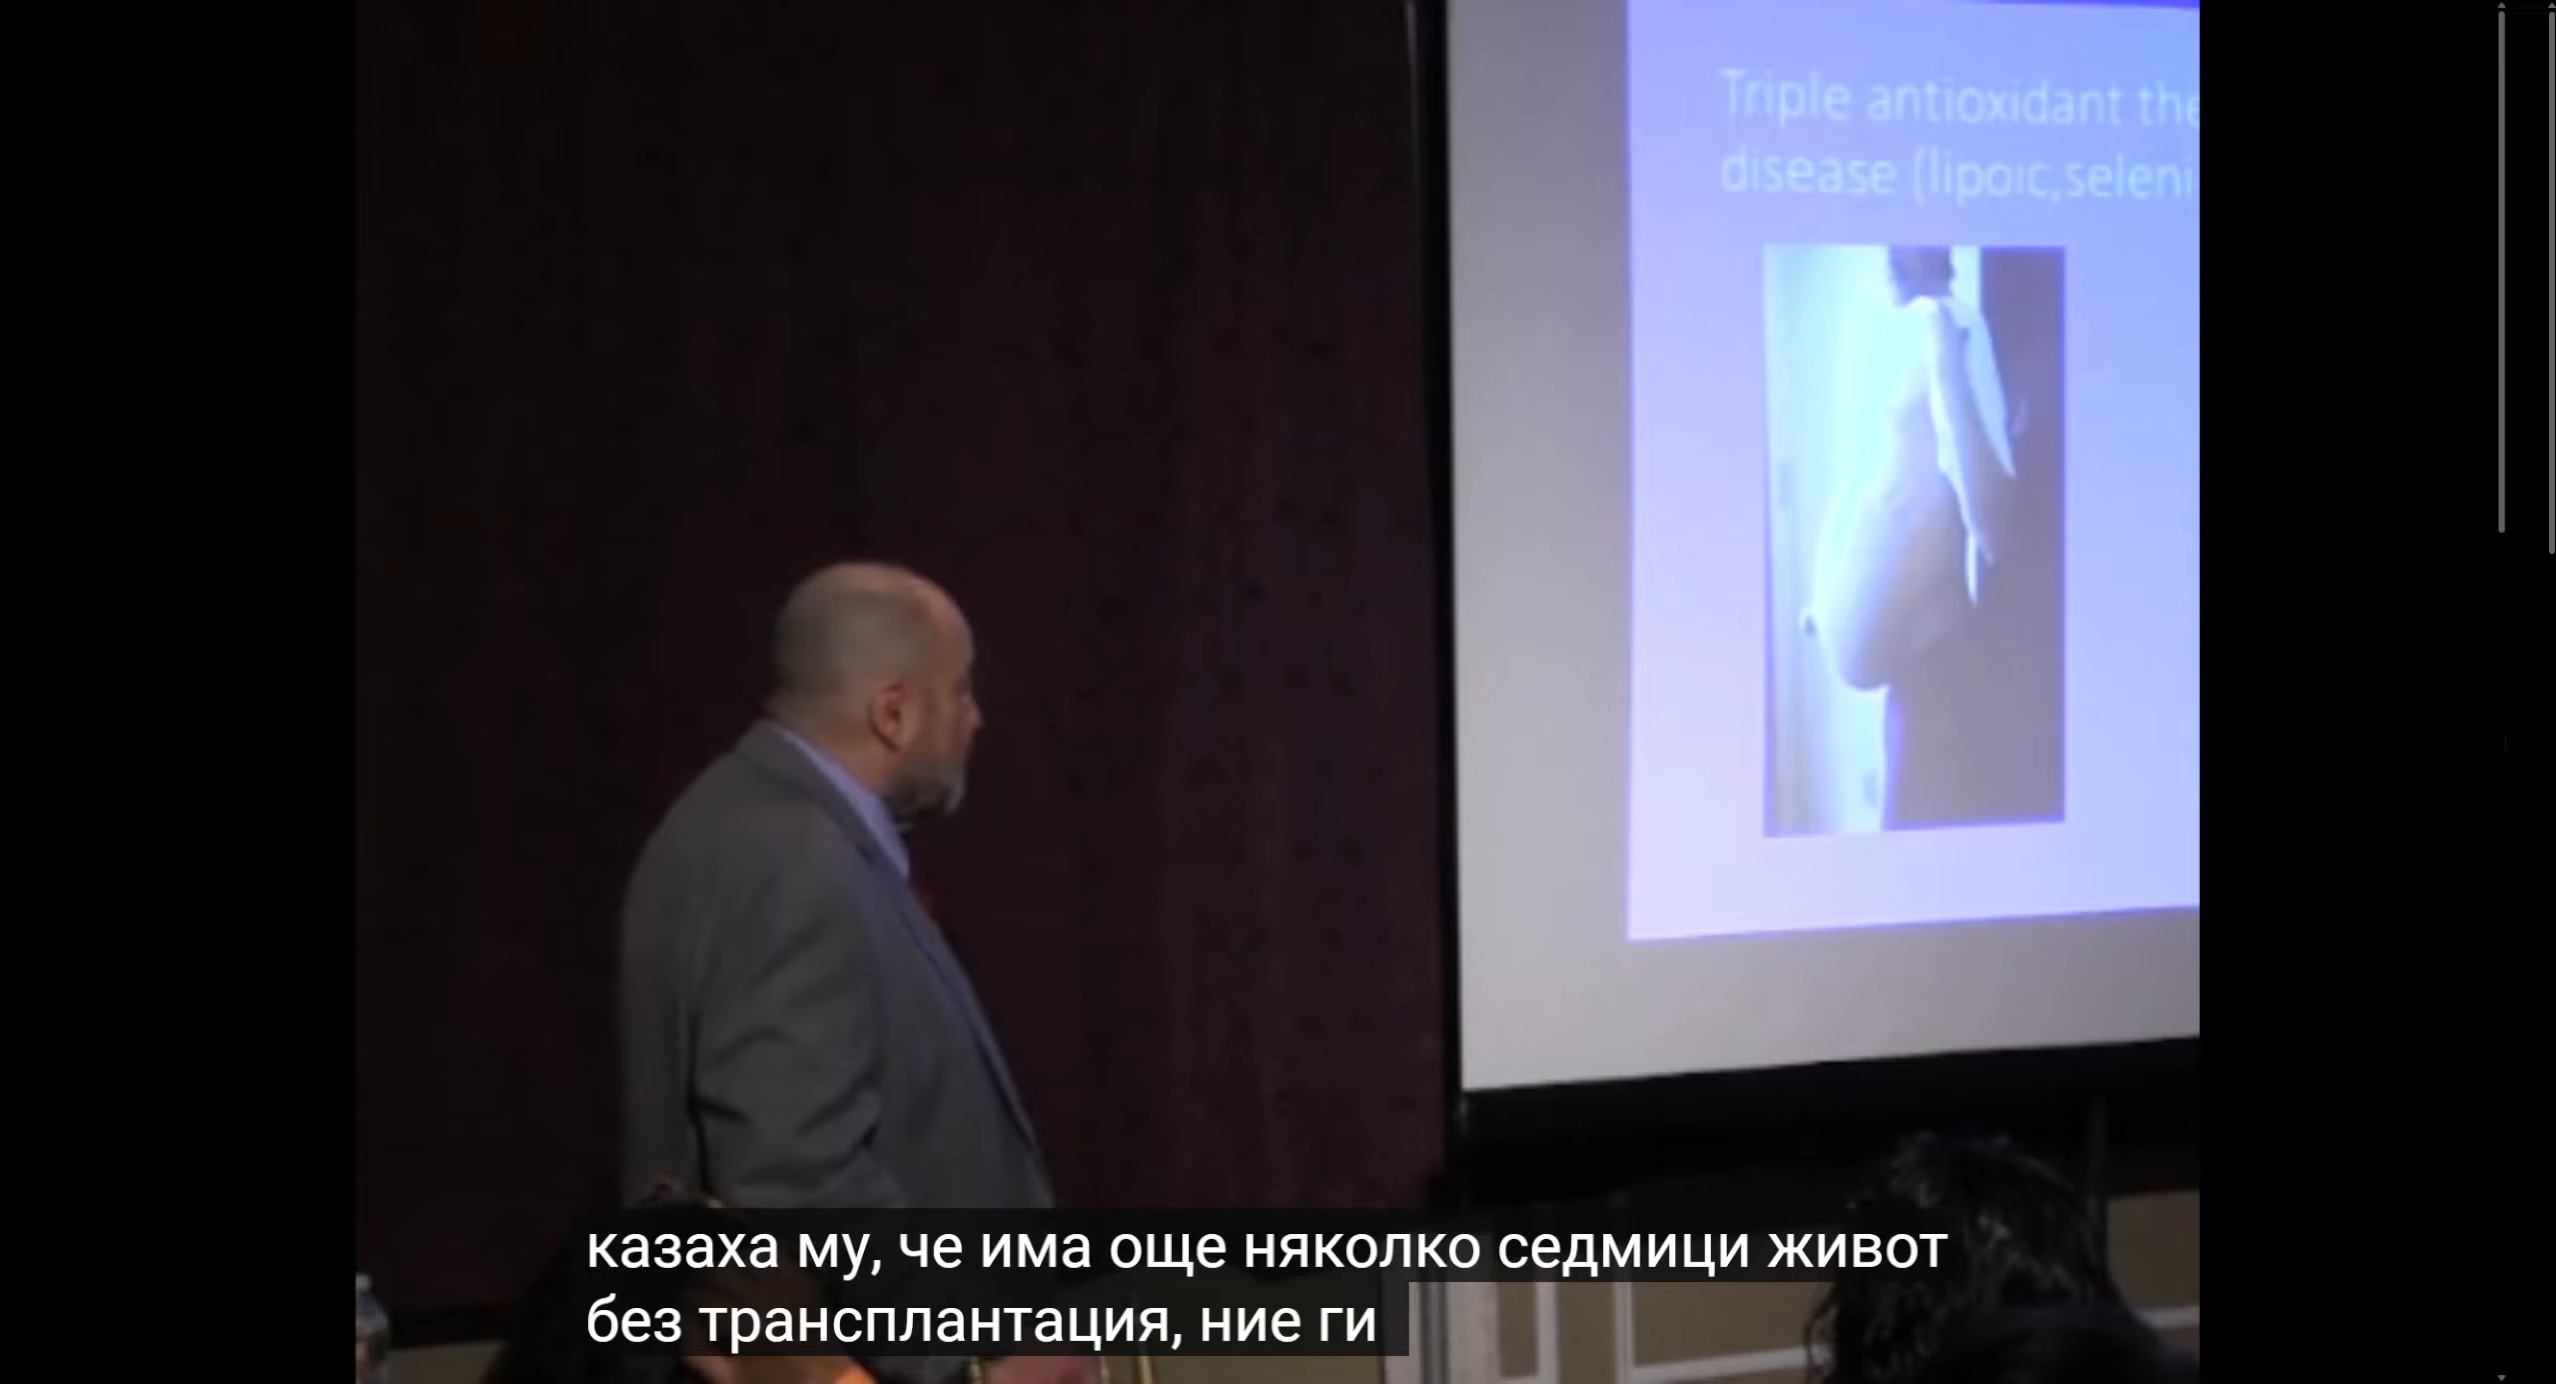 Triple antioxidant the
disease (lipoic,seleni
казаха му, че има още няколко седмици живот
без трансплантация, ние ги